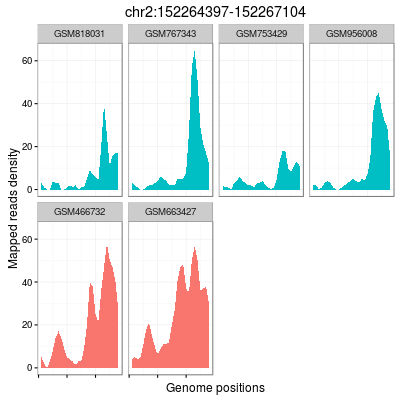 chr2:152264397-152267104
GSM818031 GSM767343 GSM753429 GSM956008
60
40
20
0
GSM466732 GSM663427
60
40
20
0
Mapped reads density
Genome positions